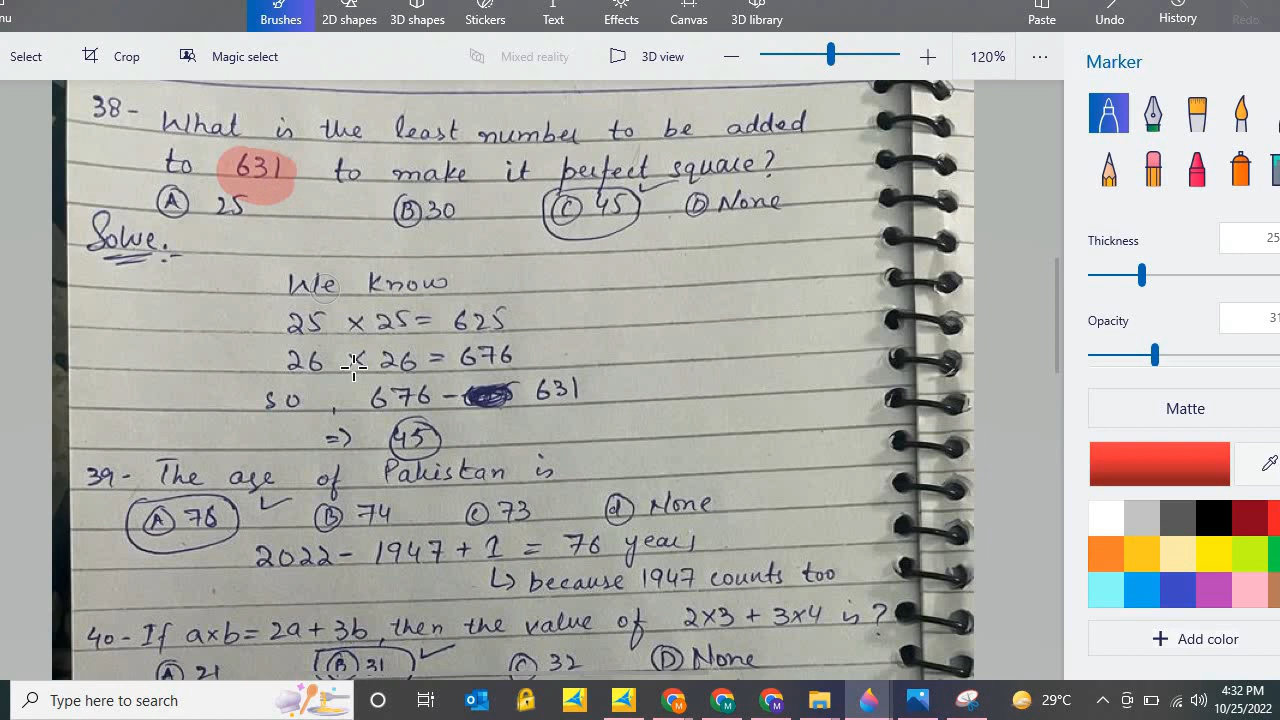 nu
Brushes
2D shapes
3D shapes
Stickers
Text
Effects
Canvas
3D library
Paste
Undo
History
Redo
Select
Crop
Magic select
Mixed reality
3D view
120%
Marker
38- What is the least number to be added
to 631 to make it perfect square?
A 25 B 30 C 45 D None
Solve.
We know
25 × 25 = 625
26 × 26 = 676
so , 676 - 631
=> 45
39- The age of Pakistan is
A 76 B 74 C 73 d None
2022 - 1947 + 1 = 76 years
↳ because 1947 counts too
40- If a×b = 2a + 3b, then the value of 2×3 + 3×4 is?
A 21 B 31 C 32 D None
Thickness
25
Opacity
31
Matte
+ Add color
Type here to search
29°C
4:32 PM
10/25/2022